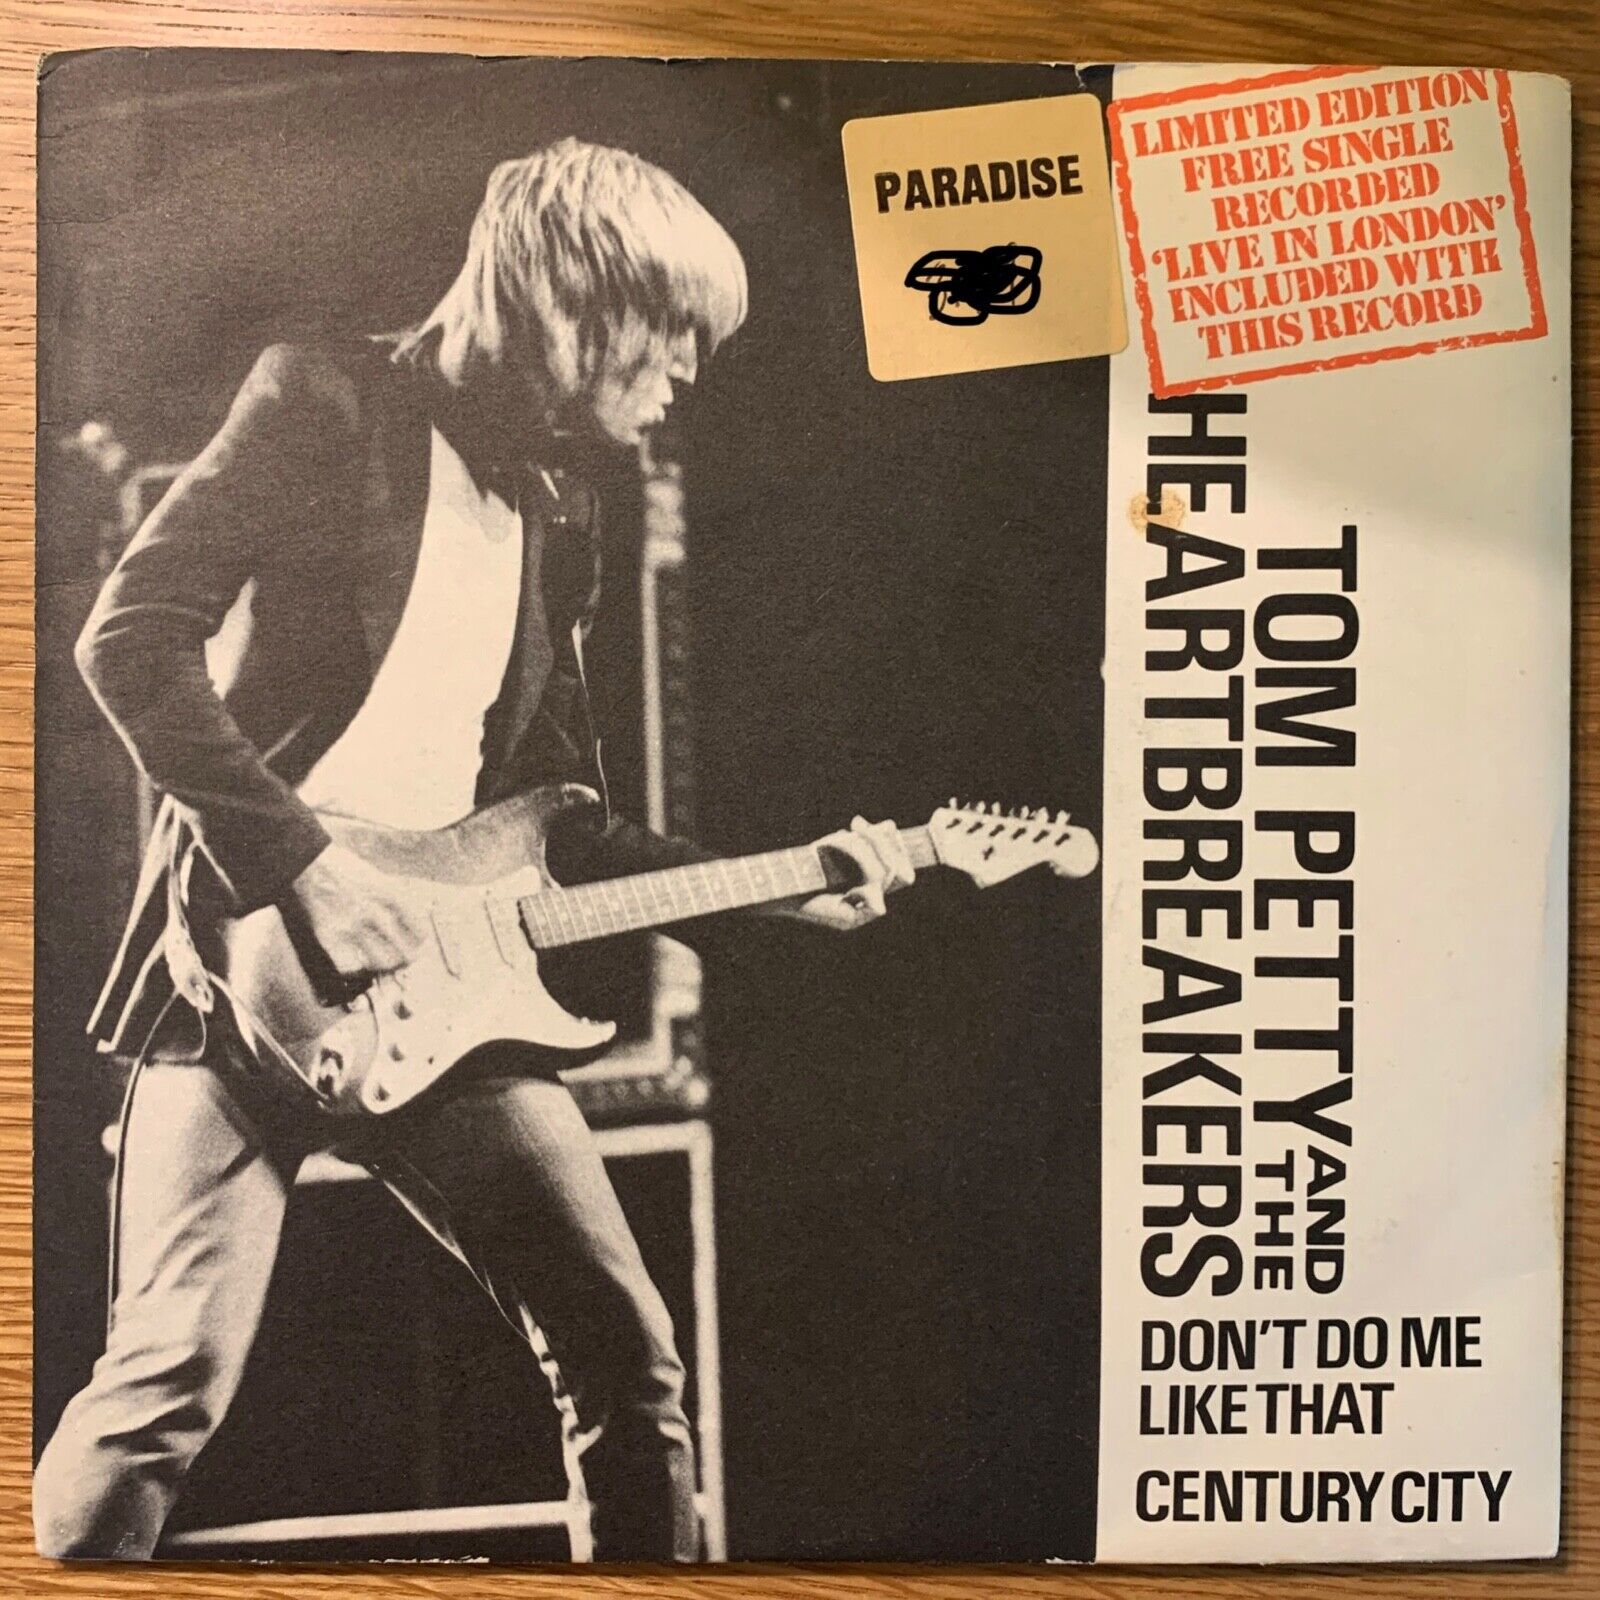 PARADISE
LIMITED EDITION
FREE SINGLE
RECORDED
'LIVE IN LONDON'
INCLUDED WITH
THIS RECORD
TOM PETTY AND THE
HEARTBREAKERS
DON'T DO ME
LIKE THAT
CENTURY CITY